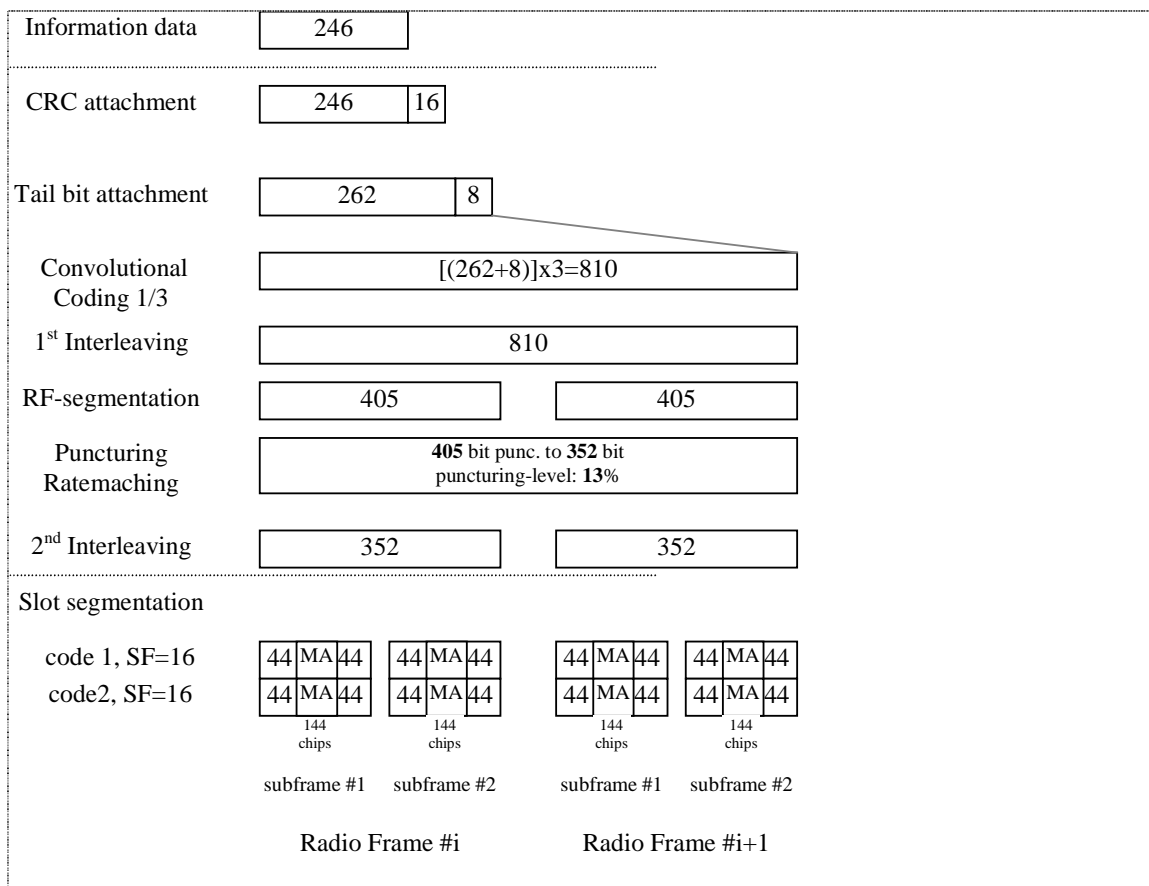 Information data 246
CRC attachment 246 16
Tail bit attachment 262 8
Convolutional
Coding 1/3
[(262+8)]x3=810
1st Interleaving 810
RF-segmentation 405 405
Puncturing
Ratemaching
405 bit punc. to 352 bit
puncturing-level: 13%
2nd Interleaving 352 352
Slot segmentation
code 1, SF=16 44 MA 44 44 MA 44 44 MA 44 44 MA 44
code2, SF=16 44 MA 44 44 MA 44 44 MA 44 44 MA 44
144 144 144 144
chips chips chips chips
subframe #1 subframe #2 subframe #1 subframe #2
Radio Frame #i Radio Frame #i+1